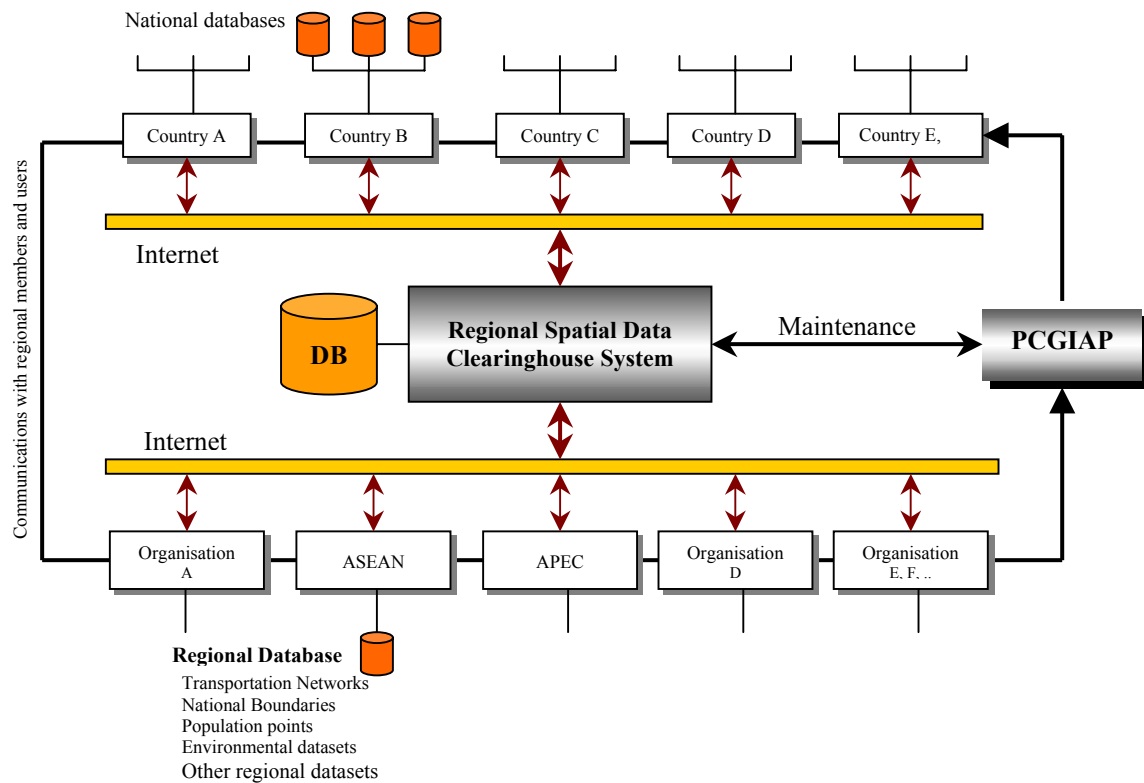 National databases
Country A
Country B
Country C
Country D
Country E,
Communications with regional members and users
Internet
DB
Regional Spatial Data
Clearinghouse System
Maintenance
PCGIAP
Internet
Organisation
A
ASEAN
APEC
Organisation
D
Organisation
E, F, ..
Regional Database
Transportation Networks
National Boundaries
Population points
Environmental datasets
Other regional datasets